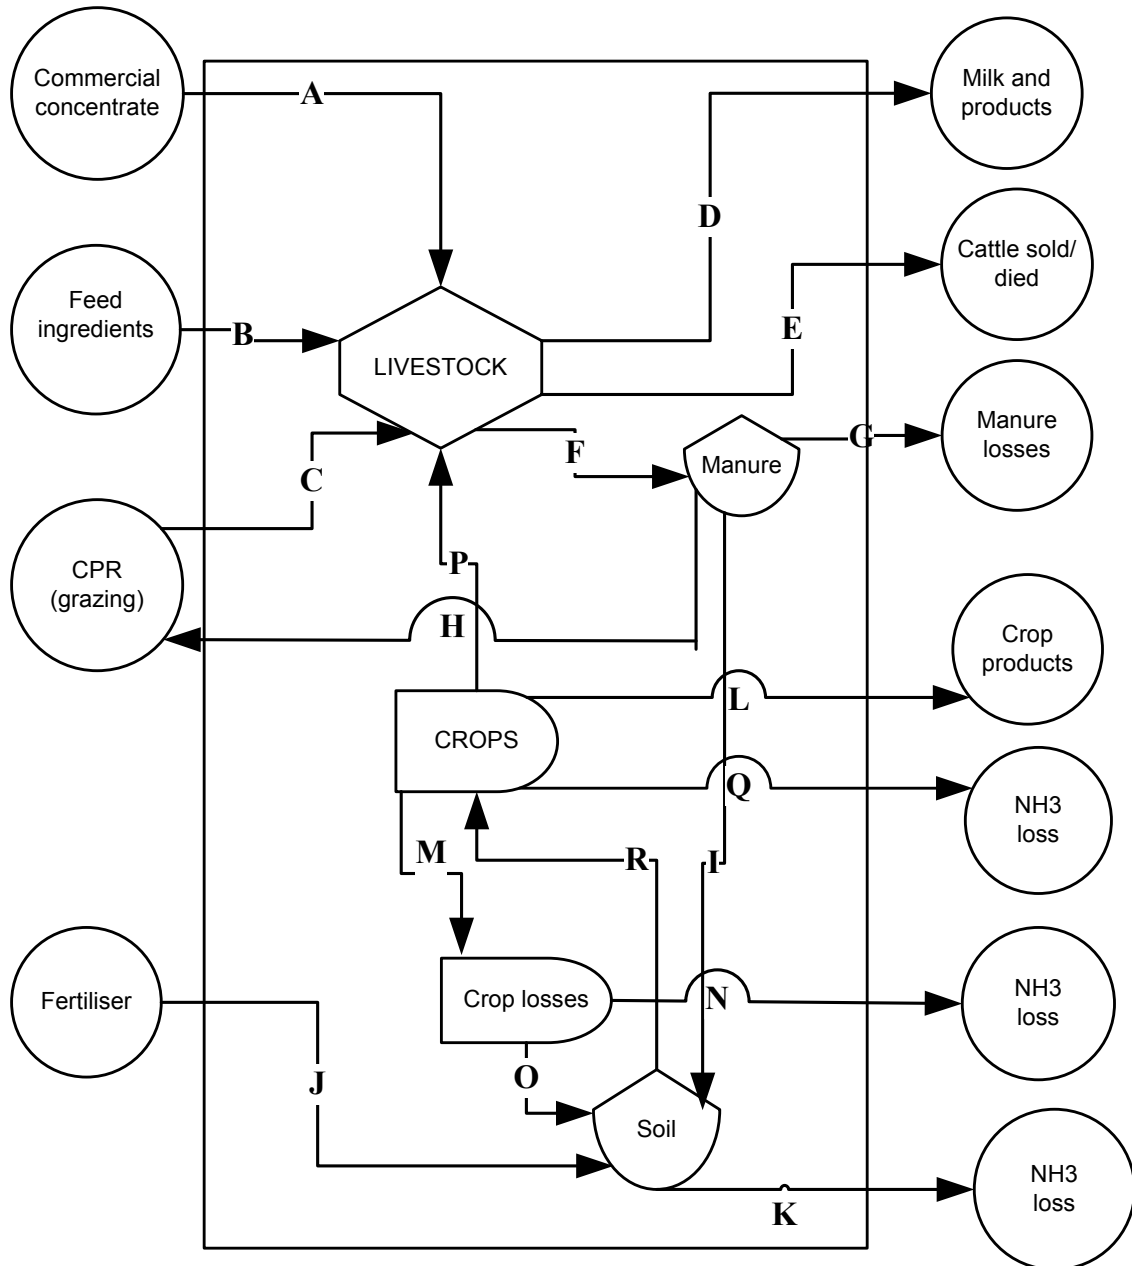 Commercial
concentrate
A
Milk and
products
D
Cattle sold/
died
Feed
ingredients
B
E
LIVESTOCK
Manure
losses
G
F
Manure
C
CPR
(grazing)
P
H
Crop
products
L
CROPS
Q
NH3
loss
M
R
I
Fertiliser
Crop losses
N
NH3
loss
J
O
Soil
K
NH3
loss